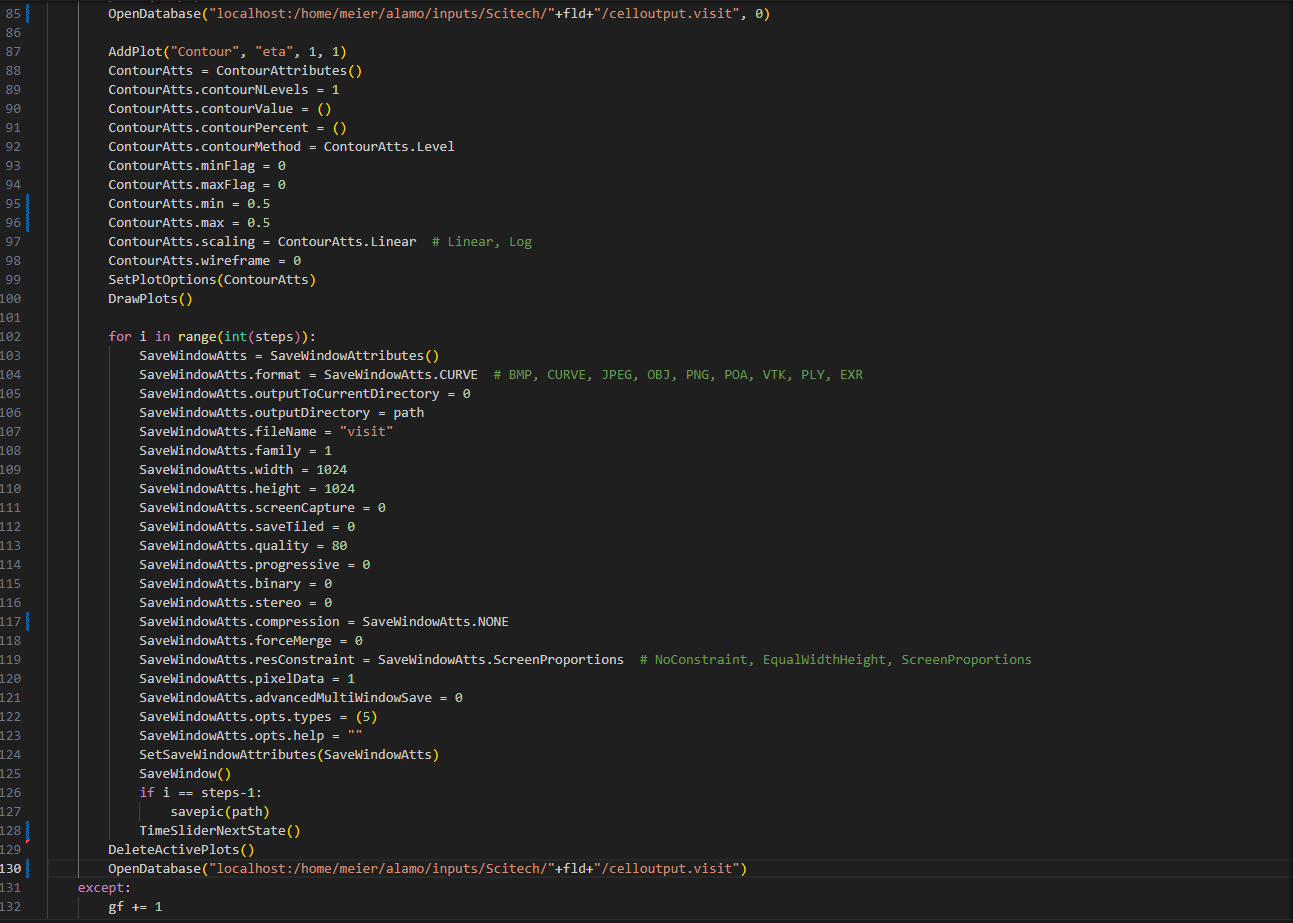 85 OpenDatabase("localhost:/home/meier/alamo/inputs/Scitech/"+fld+"/celloutput.visit", 0)
86
87 AddPlot("Contour", "eta", 1, 1)
88 ContourAtts = ContourAttributes()
89 ContourAtts.contourNLevels = 1
90 ContourAtts.contourValue = ()
91 ContourAtts.contourPercent = ()
92 ContourAtts.contourMethod = ContourAtts.Level
93 ContourAtts.minFlag = 0
94 ContourAtts.maxFlag = 0
95 ContourAtts.min = 0.5
96 ContourAtts.max = 0.5
97 ContourAtts.scaling = ContourAtts.Linear  # Linear, Log
98 ContourAtts.wireframe = 0
99 SetPlotOptions(ContourAtts)
100 DrawPlots()
101
102 for i in range(int(steps)):
103     SaveWindowAtts = SaveWindowAttributes()
104     SaveWindowAtts.format = SaveWindowAtts.CURVE  # BMP, CURVE, JPEG, OBJ, PNG, POA, VTK, PLY, EXR
105     SaveWindowAtts.outputToCurrentDirectory = 0
106     SaveWindowAtts.outputDirectory = path
107     SaveWindowAtts.fileName = "visit"
108     SaveWindowAtts.family = 1
109     SaveWindowAtts.width = 1024
110     SaveWindowAtts.height = 1024
111     SaveWindowAtts.screenCapture = 0
112     SaveWindowAtts.saveTiled = 0
113     SaveWindowAtts.quality = 80
114     SaveWindowAtts.progressive = 0
115     SaveWindowAtts.binary = 0
116     SaveWindowAtts.stereo = 0
117     SaveWindowAtts.compression = SaveWindowAtts.NONE
118     SaveWindowAtts.forceMerge = 0
119     SaveWindowAtts.resConstraint = SaveWindowAtts.ScreenProportions  # NoConstraint, EqualWidthHeight, ScreenProportions
120     SaveWindowAtts.pixelData = 1
121     SaveWindowAtts.advancedMultiWindowSave = 0
122     SaveWindowAtts.opts.types = (5)
123     SaveWindowAtts.opts.help = ""
124     SetSaveWindowAttributes(SaveWindowAtts)
125     SaveWindow()
126     if i == steps-1:
127         savepic(path)
128     TimeSliderNextState()
129 DeleteActivePlots()
130 OpenDatabase("localhost:/home/meier/alamo/inputs/Scitech/"+fld+"/celloutput.visit")
131 except:
132 gf += 1